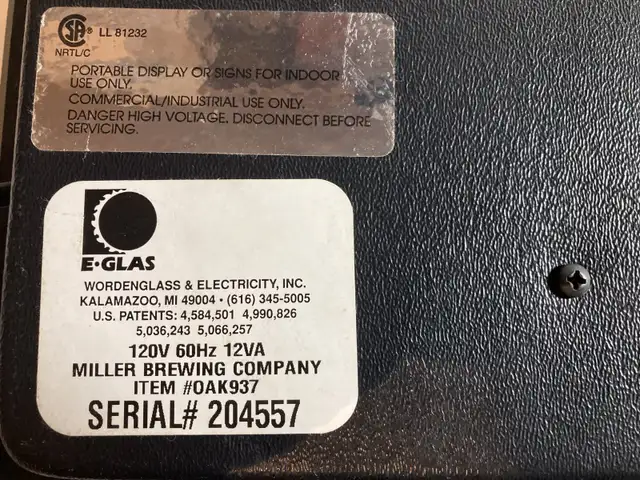 SA® LL 81232
NRTL/C
PORTABLE DISPLAY OR SIGNS FOR INDOOR
USE ONLY.
COMMERCIAL/INDUSTRIAL USE ONLY.
DANGER HIGH VOLTAGE. DISCONNECT BEFORE
SERVICING.
E·GLAS
WORDENGLASS & ELECTRICITY, INC.
KALAMAZOO, MI 49004 • (616) 345-5005
U.S. PATENTS: 4,584,501 4,990,826
5,036,243 5,066,257
120V 60Hz 12VA
MILLER BREWING COMPANY
ITEM #OAK937
SERIAL# 204557